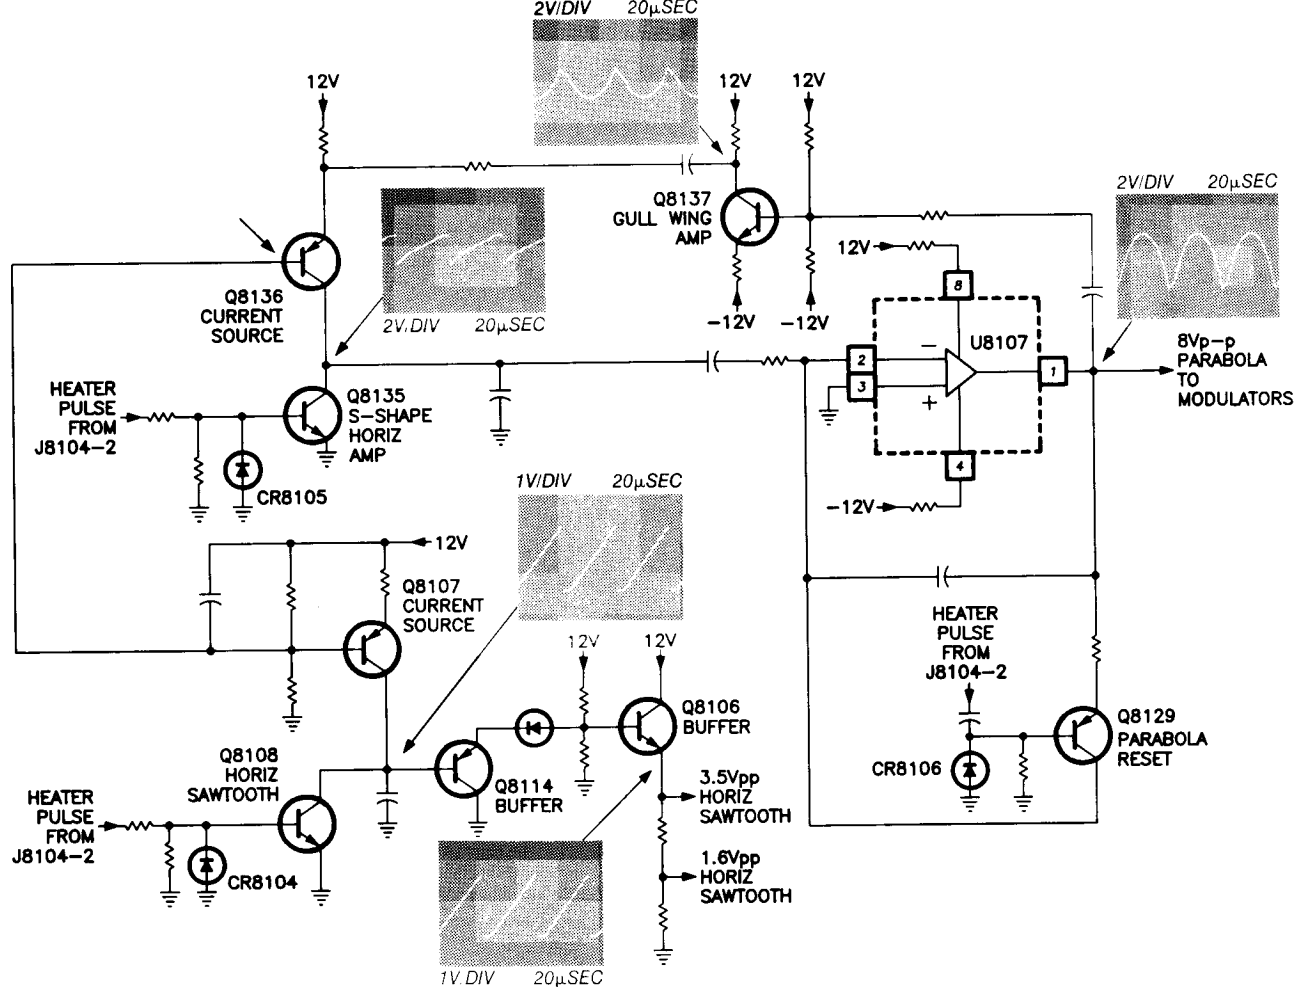 2V/DIV 20µSEC
12V
12V
12V
Q8137
GULL WING
AMP
2V/DIV 20µSEC
12V
8
Q8136
CURRENT
SOURCE
2V/DIV 20µSEC
-12V
-12V
U8107
2
3
1
-
+
8Vp-p
PARABOLA
TO
MODULATORS
HEATER
PULSE
FROM
J8104-2
Q8135
S-SHAPE
HORIZ
AMP
CR8105
4
-12V
1V/DIV 20µSEC
12V
Q8107
CURRENT
SOURCE
HEATER
PULSE
FROM
J8104-2
12V
12V
Q8106
BUFFER
Q8129
PARABOLA
RESET
CR8106
Q8108
HORIZ
SAWTOOTH
Q8114
BUFFER
3.5Vpp
HORIZ
SAWTOOTH
HEATER
PULSE
FROM
J8104-2
CR8104
1.6Vpp
HORIZ
SAWTOOTH
1V/DIV 20µSEC